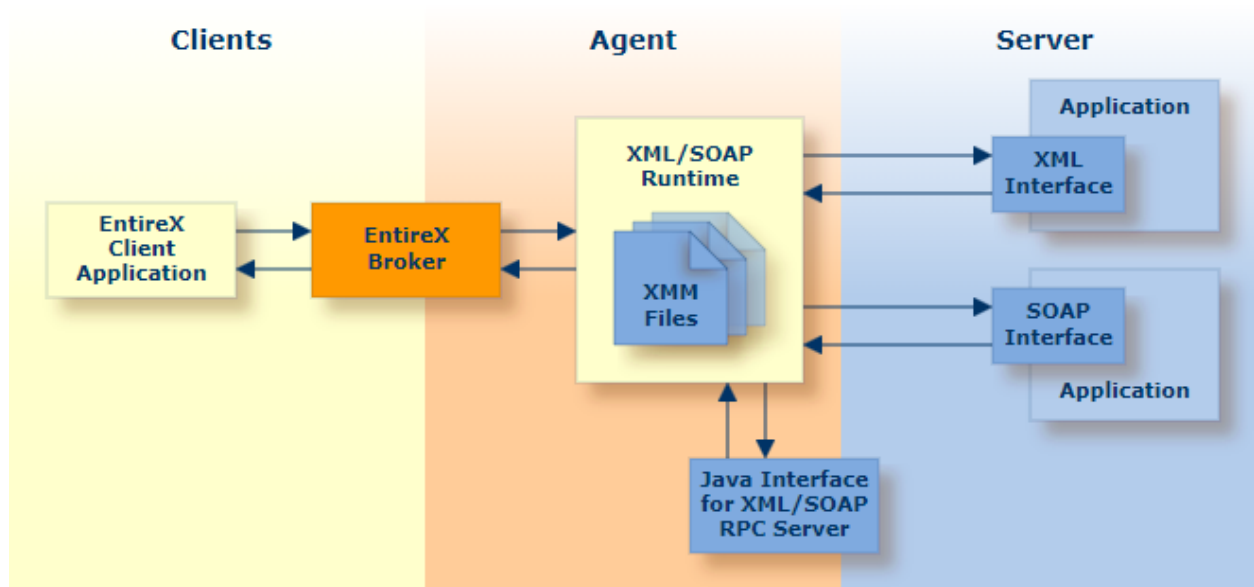 Clients
Agent
Server
EntireX
Client
Application
EntireX
Broker
XML/SOAP
Runtime
XMM
Files
Application
XML
Interface
SOAP
Interface
Application
Java Interface
for XML/SOAP
RPC Server